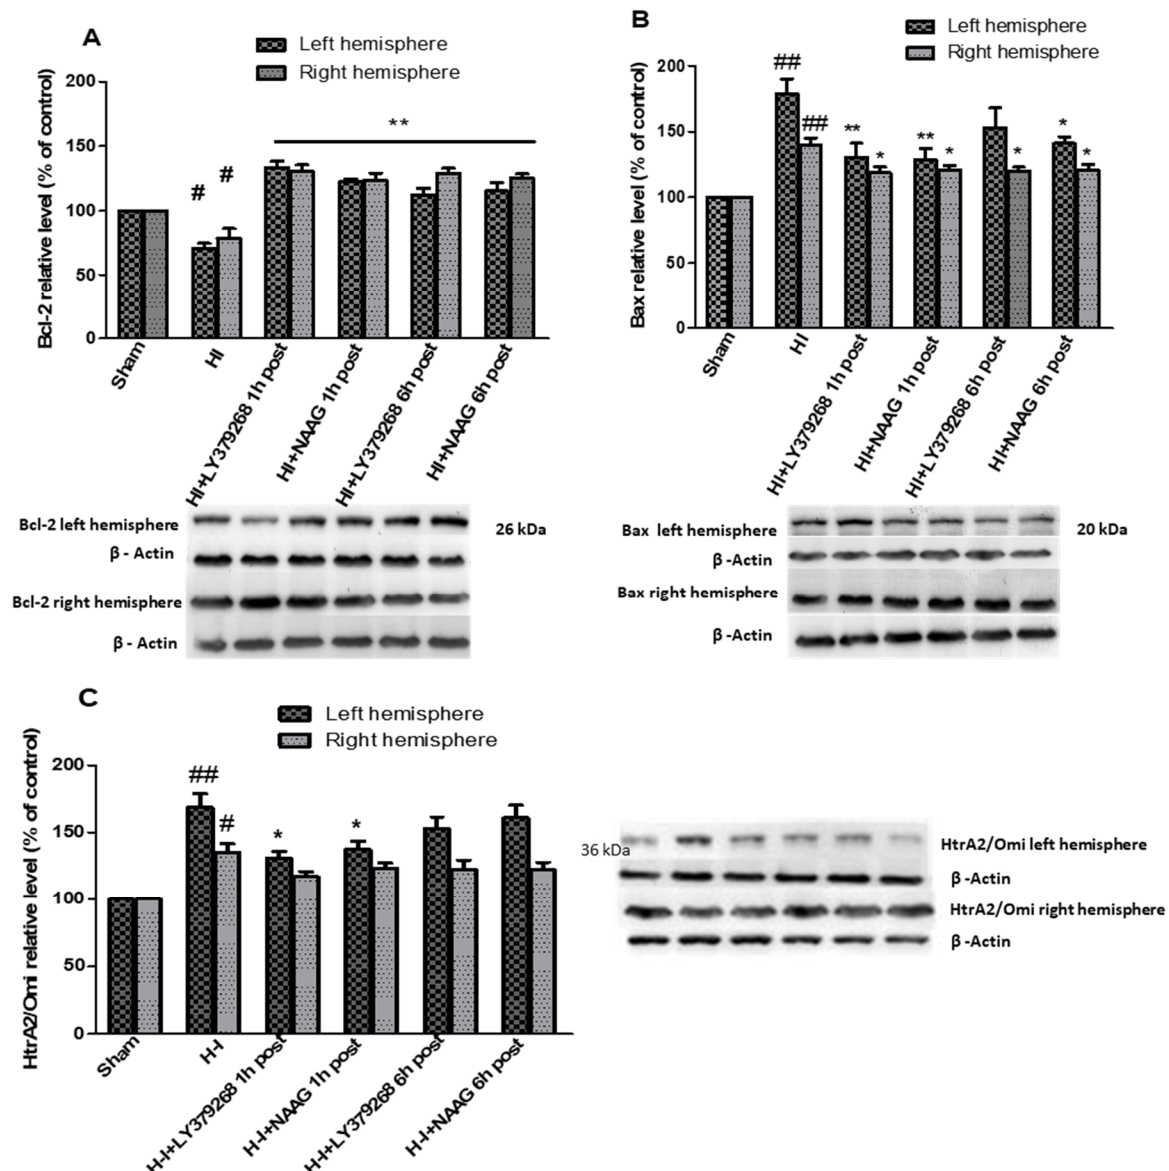 A
Left hemisphere
Right hemisphere
Bcl-2 relative level (% of control)
200
150
100
50
0
**
#
#
Sham
HI
HI+LY379268 1h post
HI+NAAG 1h post
HI+LY379268 6h post
HI+NAAG 6h post
Bcl-2 left hemisphere
26 kDa
β - Actin
Bcl-2 right hemisphere
β - Actin
B
Left hemisphere
Right hemisphere
Bax relative level (% of control)
200
150
100
50
0
##
##
**
*
**
*
*
*
*
Sham
HI
HI+LY379268 1h post
HI+NAAG 1h post
HI+LY379268 6h post
HI+NAAG 6h post
Bax left hemisphere
20 kDa
β -Actin
Bax right hemisphere
β -Actin
C
Left hemisphere
Right hemisphere
HtrA2/Omi relative level (% of control)
200
150
100
50
0
##
#
*
*
Sham
H-I
H-I+LY379268 1h post
H-I+NAAG 1h post
H-I+LY379268 6h post
H-I+NAAG 6h post
36 kDa
HtrA2/Omi left hemisphere
β -Actin
HtrA2/Omi right hemisphere
β -Actin